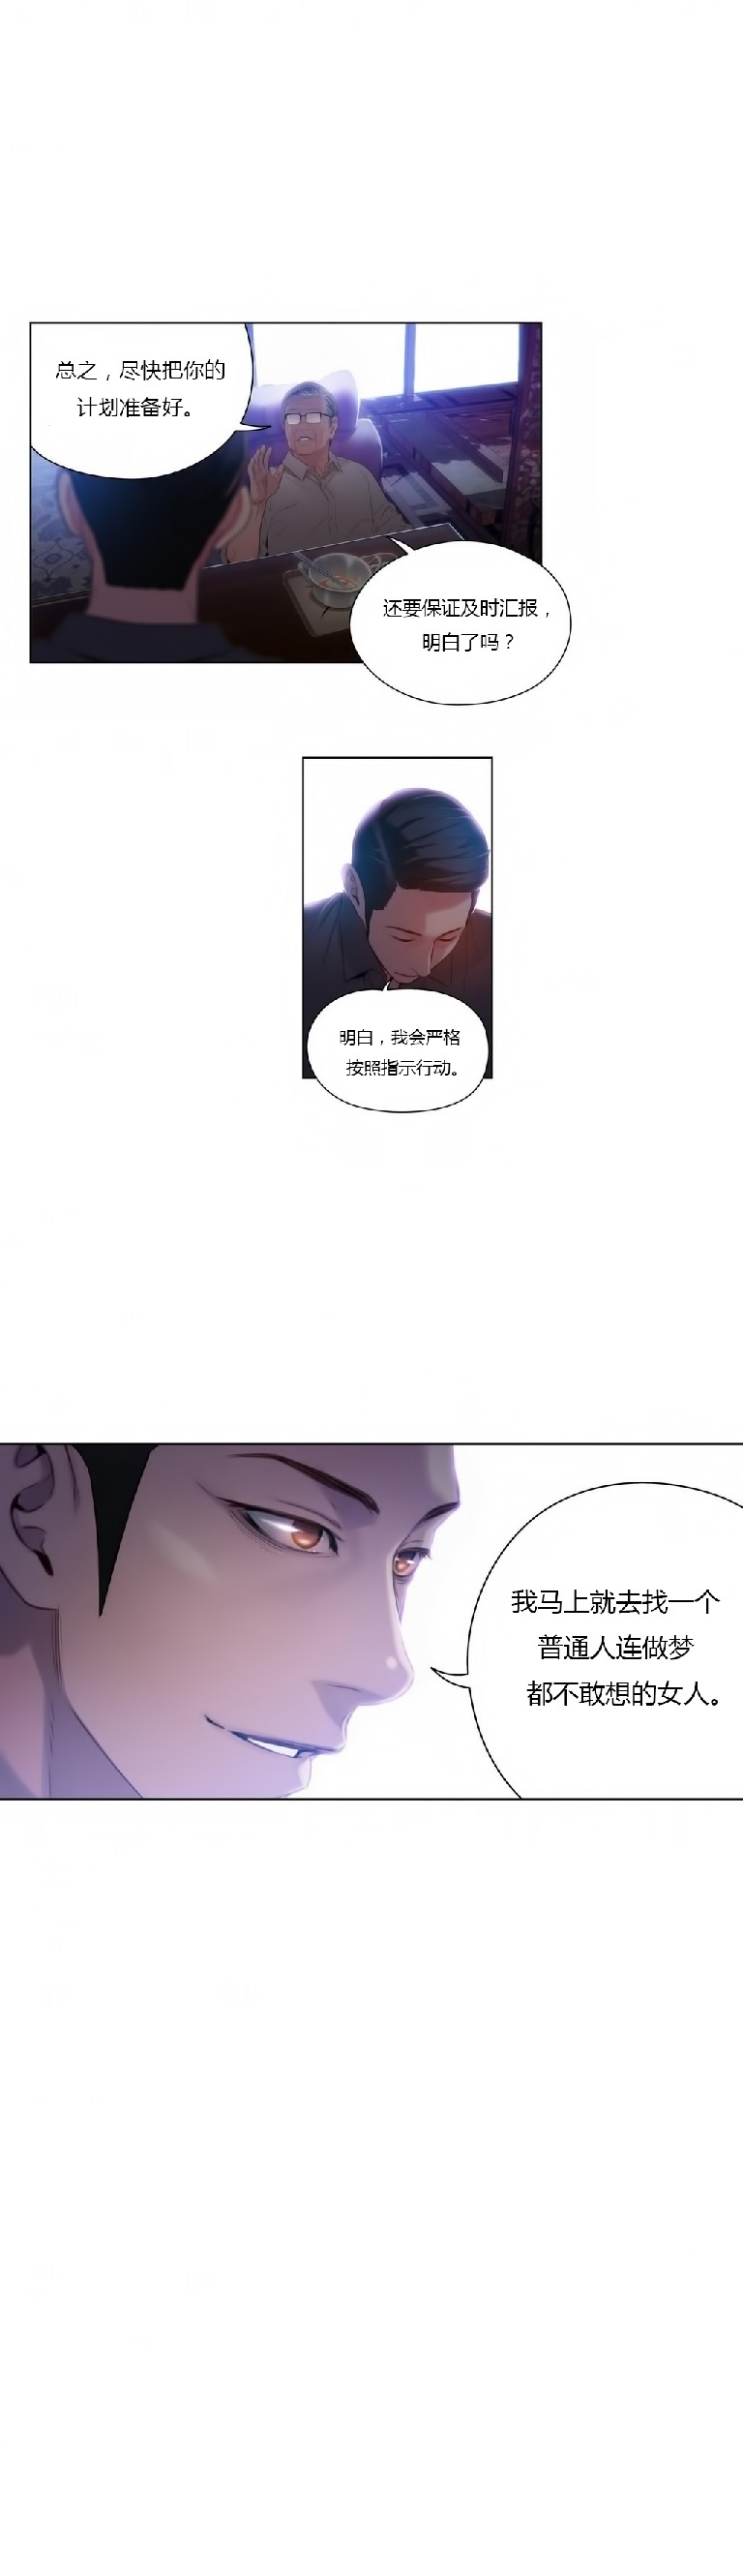 总之，尽快把你的
计划准备好。
还要保证及时汇报，
明白了吗？
明白，我会严格
按照指示行动。
我马上就去找一个
普通人连做梦
都不敢想的女人。